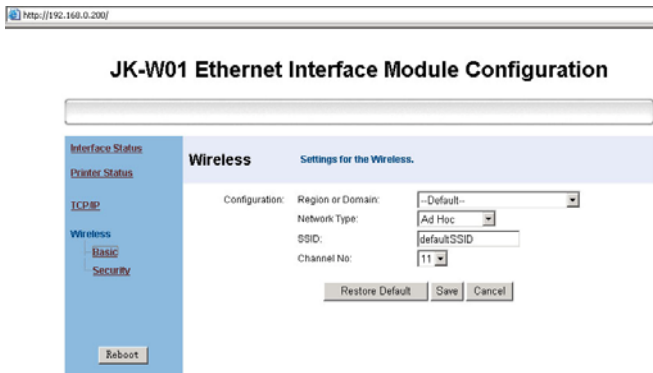 http://192.168.0.200/
JK-W01 Ethernet Interface Module Configuration
Interface Status
Printer Status
TCP/IP
Wireless
Basic
Security
Reboot
Wireless Settings for the Wireless.
Configuration: Region or Domain: --Default--
Network Type: Ad Hoc
SSID: defaultSSID
Channel No: 11
Restore Default Save Cancel